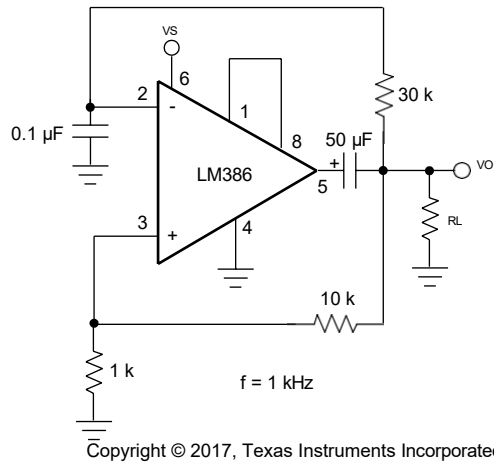 VS
6
2
-
30 k
1
0.1 µF
8
50 µF
+
VO
LM386
5
3
+
4
RL
10 k
1 k
f = 1 kHz
Copyright © 2017, Texas Instruments Incorporated